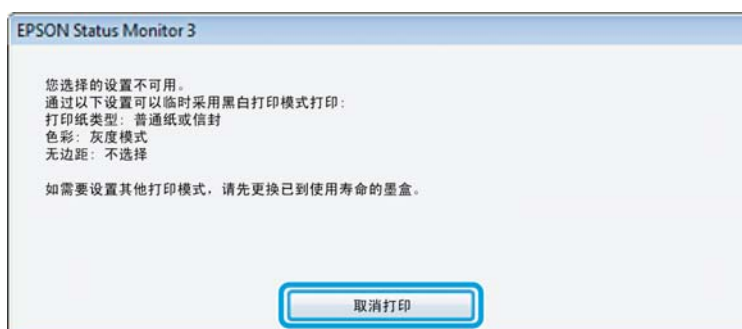 EPSON Status Monitor 3
您选择的设置不可用。
通过以下设置可以临时采用黑白打印模式打印：
打印纸类型：普通纸或信封
色彩：灰度模式
无边距：不选择
如需要设置其他打印模式，请先更换已到使用寿命的墨盒。
取消打印